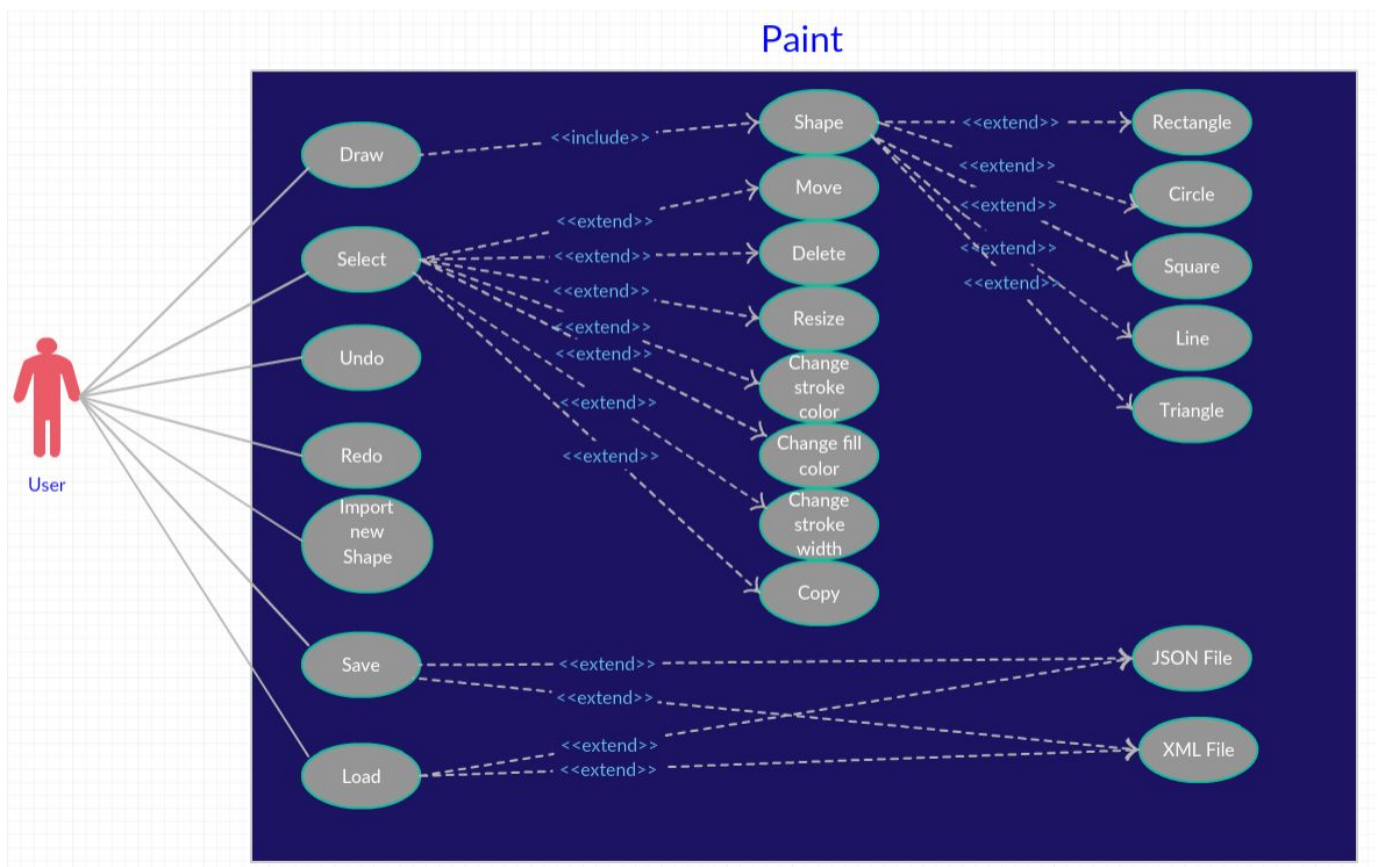 Paint
Draw
<<include>>
Shape
<<extend>>
Rectangle
Move
<<extend>>
Circle
Select
<<extend>>
<<extend>>
Delete
<<extend>>
Square
<<extend>>
Resize
<<extend>>
<<extend>>
Line
Undo
<<extend>>
<<extend>>
Change
stroke
color
Triangle
<<extend>>
Redo
<<extend>>
Change fill
color
User
Import
new
Shape
Change
stroke
width
Copy
Save
<<extend>>
JSON File
<<extend>>
<<extend>>
XML File
Load
<<extend>>